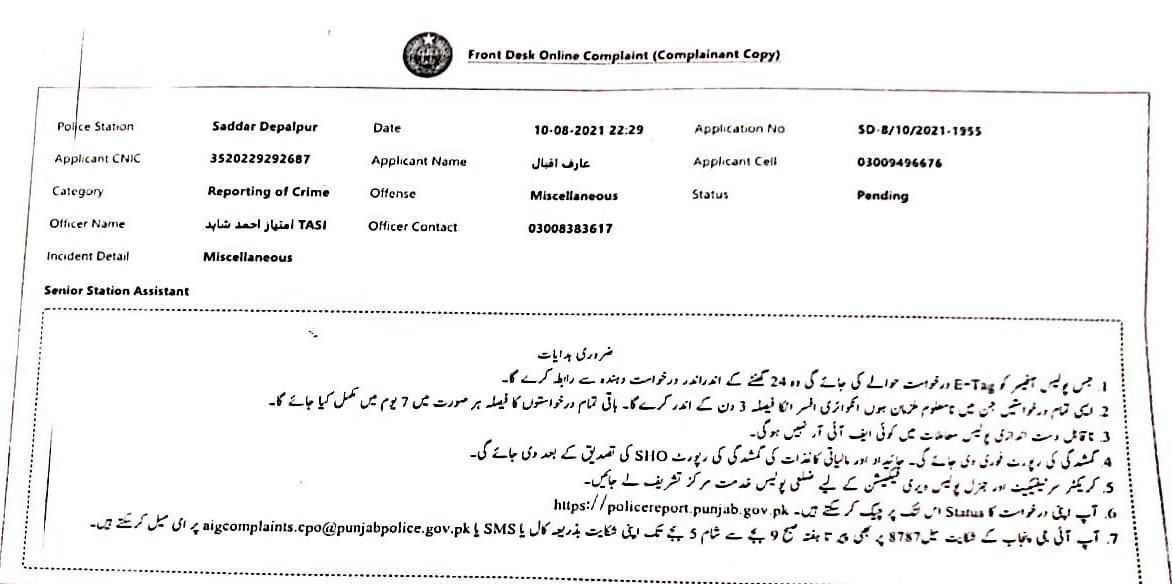 Front Desk Online Complaint (Complainant Copy)
Police Station Saddar Depalpur Date 10-08-2021 22:29 Application No SD-8/10/2021-1955
Applicant CNIC 3520229292687 Applicant Name عارف اقبال Applicant Cell 03009496676
Category Reporting of Crime Offense Miscellaneous Status Pending
Officer Name امتیاز احمد شاہد TASI Officer Contact 03008383617
Incident Detail Miscellaneous
Senior Station Assistant
ضروری ہدایات
1. جس پولیس آفیسر کو E-Tag درخواست حوالے کی جائے گی وہ 24 گھنٹے کے اندر اندر درخواست دہندہ سے رابطہ کرے گا۔
2. ایسی تمام درخواستیں جن میں نامعلوم ملزمان ہوں انکوائری افسر انکا فیصلہ 3 دن کے اندر کرے گا۔ باقی تمام درخواستوں کا فیصلہ ہر صورت میں 7 یوم میں مکمل کیا جائے گا۔
3. ناقابل دست اندازی پولیس معاملات میں کوئی ایف آئی آر نہیں ہوگی۔
4. گمشدگی کی رپورٹ فوری دی جائے گی۔ جائیداد اور مالیاتی کاغذات کی گمشدگی کی رپورٹ SHO کی تصدیق کے بعد دی جائے گی۔
5. کریکٹر سرٹیفکیٹ اور جنرل پولیس ویری فیکیشن کے لیے ضلعی پولیس خدمت مرکز تشریف لے جائیں۔
6. آپ اپنی درخواست کا Status اس لنک پر چیک کر سکتے ہیں۔ https://policereport.punjab.gov.pk
7. آپ آئی جی پنجاب کے شکایت سیل 8787 پر بھی پیر تا ہفتہ صبح 9 بجے سے شام 5 بجے تک اپنی شکایت بذریعہ کال یا SMS یا aigcomplaints.cpo@punjabpolice.gov.pk پر ای میل کر سکتے ہیں۔